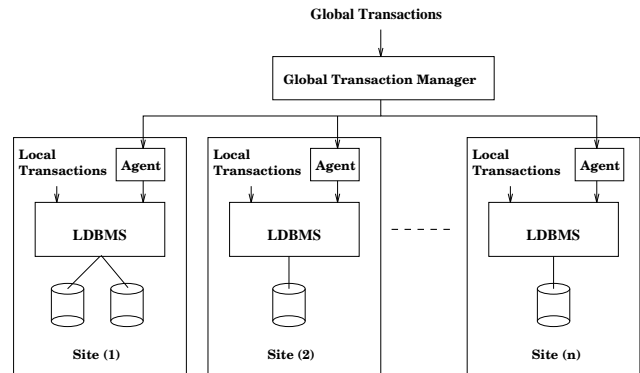 Global Transactions
Global Transaction Manager
Local
Transactions
Agent
LDBMS
Site (1)
Local
Transactions
Agent
LDBMS
Site (2)
Local
Transactions
Agent
LDBMS
Site (n)